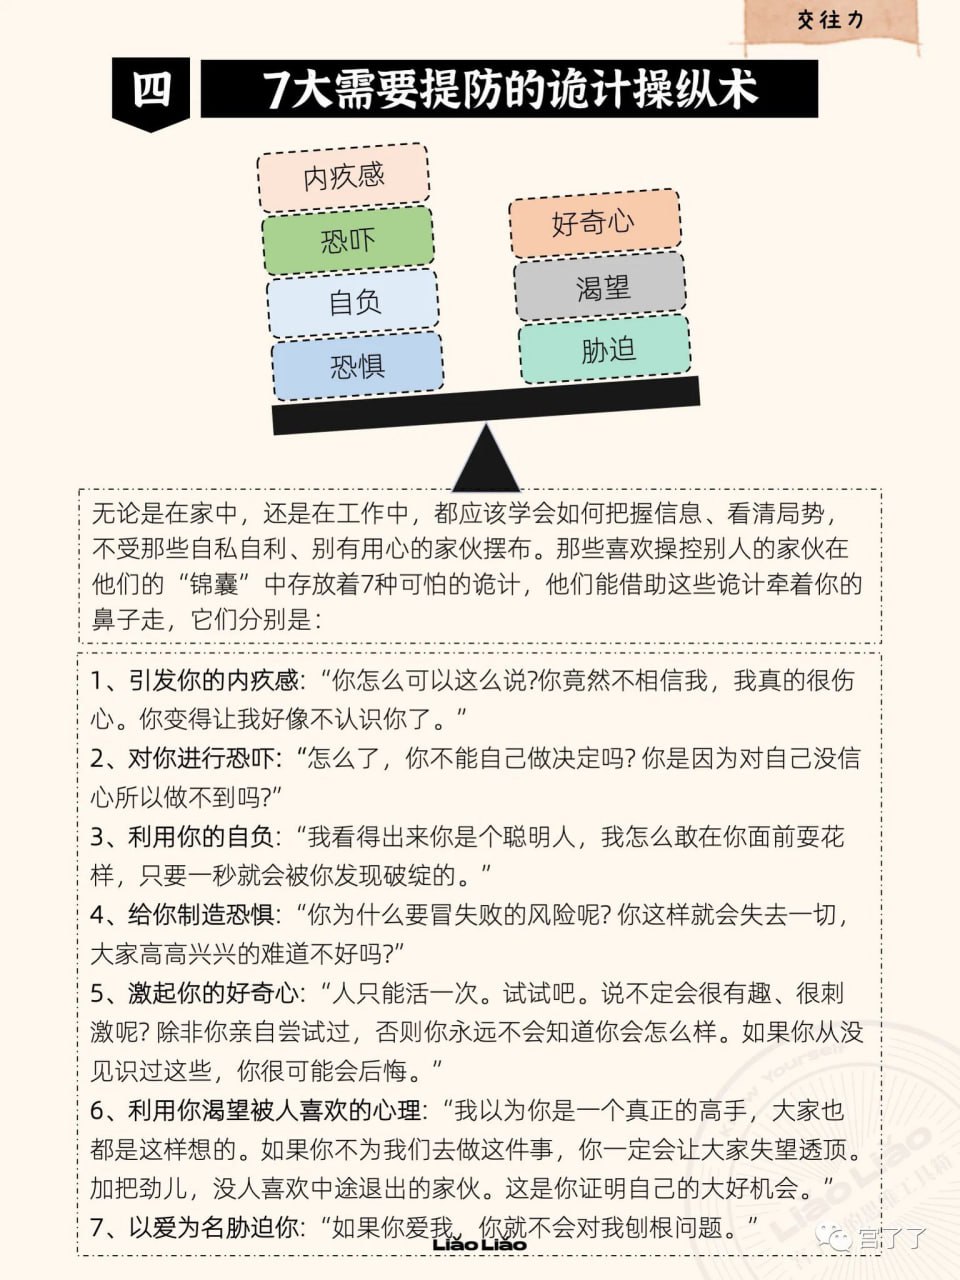 交往力
四
7大需要提防的诡计操纵术
内疚感
恐吓
自负
恐惧
好奇心
渴望
胁迫
无论是在家中，还是在工作中，都应该学会如何把握信息、看清局势，
不受那些自私自利、别有用心的家伙摆布。那些喜欢操控别人的家伙在
他们的“锦囊”中存放着7种可怕的诡计，他们能借助这些诡计牵着你的
鼻子走，它们分别是：
1、引发你的内疚感：“你怎么可以这么说?你竟然不相信我，我真的很伤
心。你变得让我好像不认识你了。”
2、对你进行恐吓：“怎么了，你不能自己做决定吗? 你是因为对自己没信
心所以做不到吗?”
3、利用你的自负：“我看得出来你是个聪明人，我怎么敢在你面前耍花
样，只要一秒就会被你发现破绽的。”
4、给你制造恐惧：“你为什么要冒失败的风险呢? 你这样就会失去一切，
大家高高兴兴的难道不好吗?”
5、激起你的好奇心：“人只能活一次。试试吧。说不定会很有趣、很刺
激呢? 除非你亲自尝试过，否则你永远不会知道你会怎么样。如果你从没
见识过这些，你很可能会后悔。”
6、利用你渴望被人喜欢的心理：“我以为你是一个真正的高手，大家也
都是这样想的。如果你不为我们去做这件事，你一定会让大家失望透顶。
加把劲儿，没人喜欢中途退出的家伙。这是你证明自己的大好机会。”
7、以爱为名胁迫你：“如果你爱我，你就不会对我刨根问题。”
LiǎoLiǎo
LiǎoLiǎo
宫了了